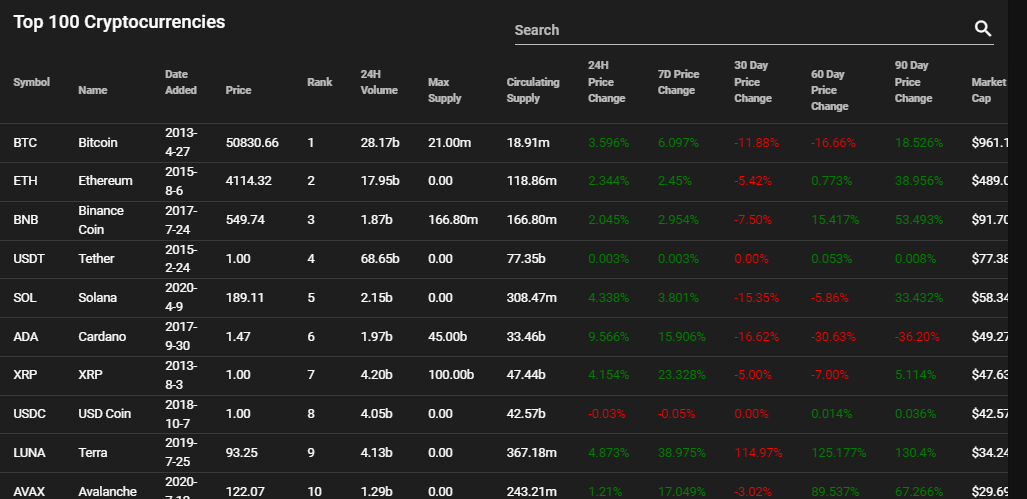 Top 100 Cryptocurrencies
Search
Symbol Name Date Added Price Rank 24H Volume Max Supply Circulating Supply 24H Price Change 7D Price Change 30 Day Price Change 60 Day Price Change 90 Day Price Change Market Cap
BTC Bitcoin 2013-4-27 50830.66 1 28.17b 21.00m 18.91m 3.596% 6.097% -11.88% -16.66% 18.526% $961.1
ETH Ethereum 2015-8-6 4114.32 2 17.95b 0.00 118.86m 2.344% 2.45% -5.42% 0.773% 38.956% $489.0
BNB Binance Coin 2017-7-24 549.74 3 1.87b 166.80m 166.80m 2.045% 2.954% -7.50% 15.417% 53.493% $91.70
USDT Tether 2015-2-24 1.00 4 68.65b 0.00 77.35b 0.003% 0.003% 0.00% 0.053% 0.008% $77.38
SOL Solana 2020-4-9 189.11 5 2.15b 0.00 308.47m 4.338% 3.801% -15.35% -5.86% 33.432% $58.34
ADA Cardano 2017-9-30 1.47 6 1.97b 45.00b 33.46b 9.566% 15.906% -16.62% -30.63% -36.20% $49.27
XRP XRP 2013-8-3 1.00 7 4.20b 100.00b 47.44b 4.154% 23.328% -5.00% -7.00% 5.114% $47.63
USDC USD Coin 2018-10-7 1.00 8 4.05b 0.00 42.57b -0.03% -0.05% 0.00% 0.014% 0.036% $42.57
LUNA Terra 2019-7-25 93.25 9 4.13b 0.00 367.18m 4.873% 38.975% 114.97% 125.177% 130.4% $34.24
AVAX Avalanche 2020- 122.07 10 1.29b 0.00 243.21m 1.21% 17.049% -3.02% 89.537% 67.266% $29.69